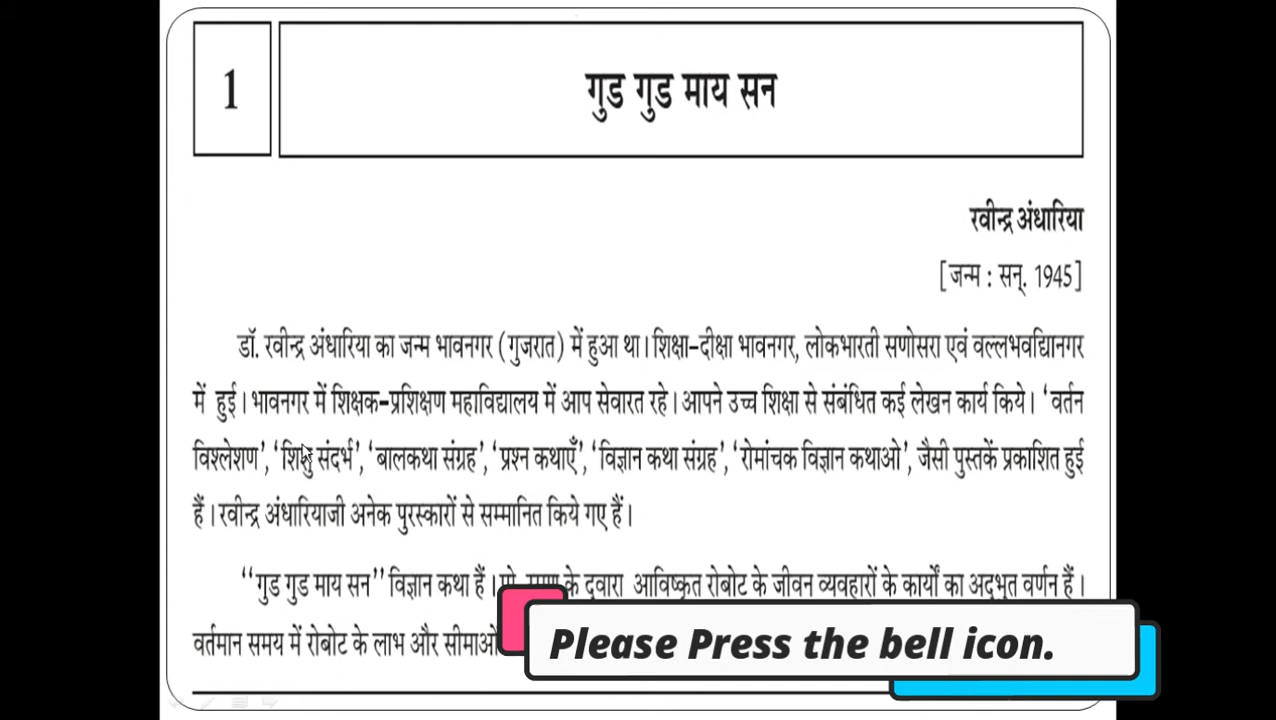 1
गुड गुड माय सन
रवीन्द्र अंधारिया
[जन्म : सन्. 1945]
डॉ. रवीन्द्र अंधारिया का जन्म भावनगर (गुजरात) में हुआ था। शिक्षा-दीक्षा भावनगर, लोकभारती सणोसरा एवं वल्लभवद्यिानगर
में हुई। भावनगर में शिक्षक-प्रशिक्षण महाविद्यालय में आप सेवारत रहे। आपने उच्च शिक्षा से संबंधित कई लेखन कार्य किये। ‘वर्तन
विश्लेशण’, ‘शिशु संदर्भ’, ‘बालकथा संग्रह’, ‘प्रश्न कथाएँ’, ‘विज्ञान कथा संग्रह’, ‘रोमांचक विज्ञान कथाओ’, जैसी पुस्तकें प्रकाशित हुई
हैं। रवीन्द्र अंधारियाजी अनेक पुरस्कारों से सम्मानित किये गए हैं।
“गुड गुड माय सन” विज्ञान कथा हैं। के द्वारा आविष्कृत रोबोट के जीवन व्यवहारों के कार्यों का अद्भुत वर्णन हैं।
वर्तमान समय में रोबोट के लाभ और सीमाओं
Please Press the bell icon.